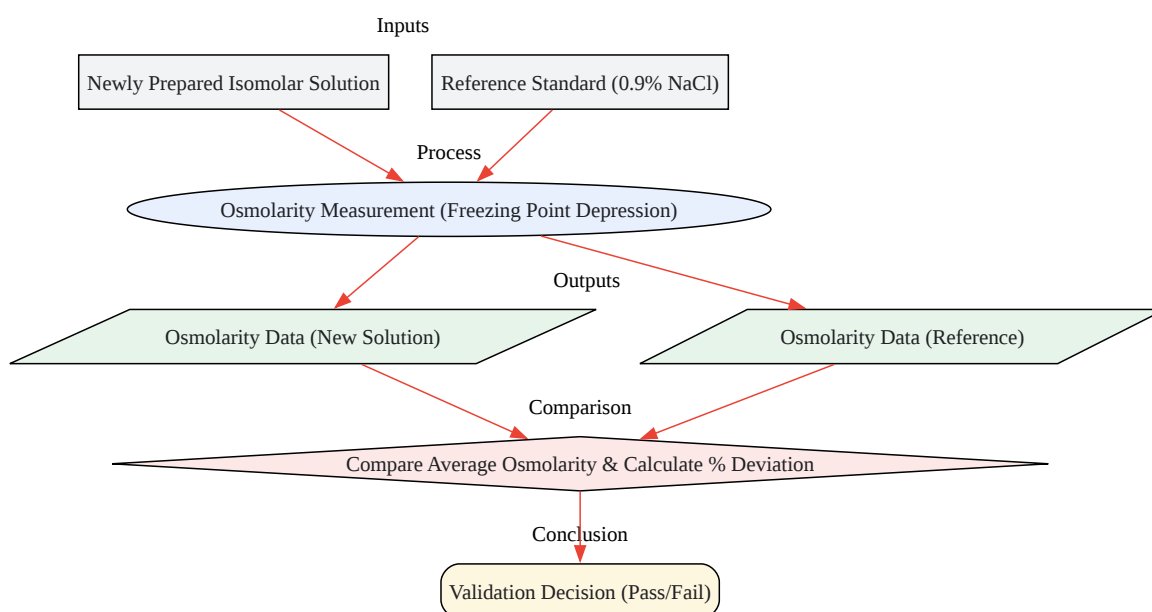 Inputs
Newly Prepared Isomolar Solution
Reference Standard (0.9% NaCl)
Process
Osmolarity Measurement (Freezing Point Depression)
Outputs
Osmolarity Data (New Solution)
Osmolarity Data (Reference)
Comparison
Compare Average Osmolarity & Calculate % Deviation
Conclusion
Validation Decision (Pass/Fail)